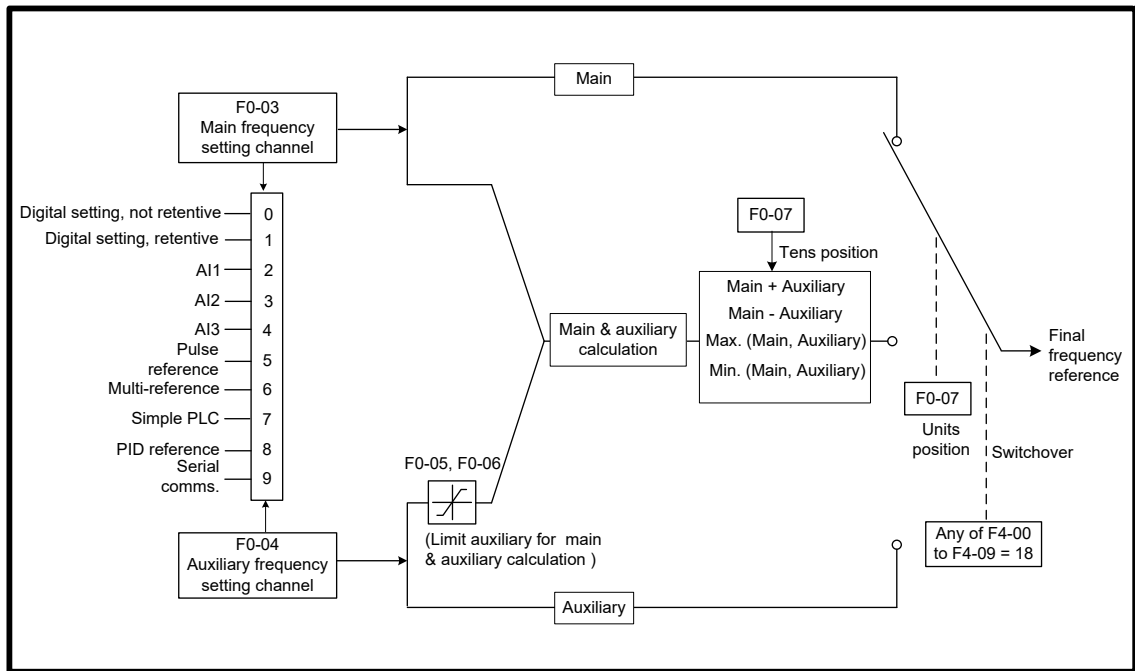 Main
F0-03
Main frequency
setting channel
Digital setting, not retentive
0
Digital setting, retentive
1
AI1
2
AI2
3
AI3
4
Pulse
reference
5
Multi-reference
6
Simple PLC
7
PID reference
8
Serial
comms.
9
F0-04
Auxiliary frequency
setting channel
F0-05, F0-06
(Limit auxiliary for main
& auxiliary calculation )
Auxiliary
Main & auxiliary
calculation
F0-07
Tens position
Main + Auxiliary
Main - Auxiliary
Max. (Main, Auxiliary)
Min. (Main, Auxiliary)
F0-07
Units
position
Switchover
Any of F4-00
to F4-09 = 18
Final
frequency
reference